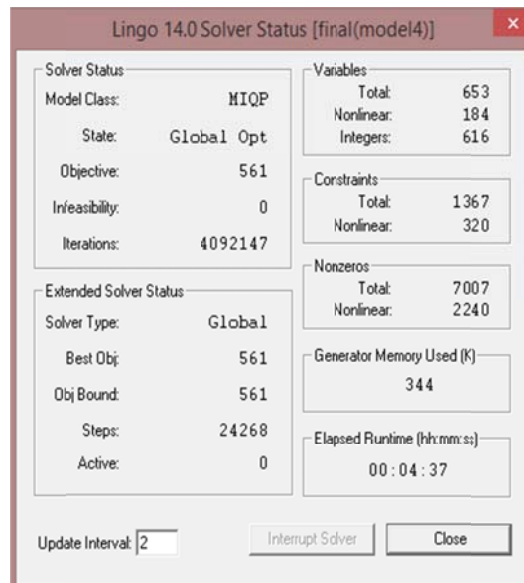 Lingo 14.0 Solver Status [final(model4)]
×
Solver Status
Model Class: MIQP
State: Global Opt
Objective: 561
Infeasibility: 0
Iterations: 4092147
Extended Solver Status
Solver Type: Global
Best Obj: 561
Obj Bound: 561
Steps: 24268
Active: 0
Variables
Total: 653
Nonlinear: 184
Integers: 616
Constraints
Total: 1367
Nonlinear: 320
Nonzeros
Total: 7007
Nonlinear: 2240
Generator Memory Used (K)
344
Elapsed Runtime (hh:mm:ss)
00:04:37
Update Interval: 2
Interrupt Solver
Close